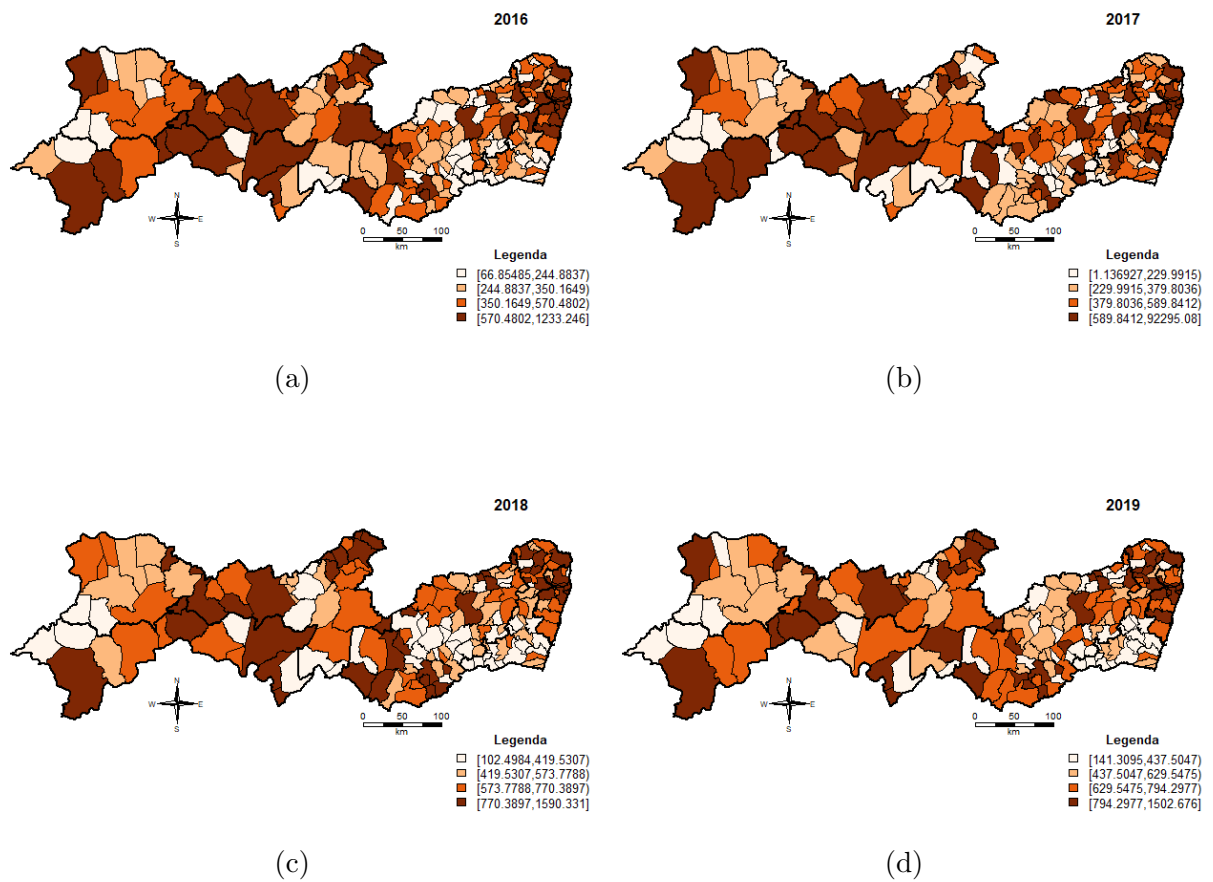 2016
N
W E
S
0 50 100
km
Legenda
[66.85485,244.8837)
[244.8837,350.1649)
[350.1649,570.4802)
[570.4802,1233.246]
(a)
2017
N
W E
S
0 50 100
km
Legenda
[1.136927,229.9915)
[229.9915,379.8036)
[379.8036,589.8412)
[589.8412,92295.08]
(b)
2018
N
W E
S
0 50 100
km
Legenda
[102.4984,419.5307)
[419.5307,573.7788)
[573.7788,770.3897)
[770.3897,1590.331]
(c)
2019
N
W E
S
0 50 100
km
Legenda
[141.3095,437.5047)
[437.5047,629.5475)
[629.5475,794.2977)
[794.2977,1502.676]
(d)